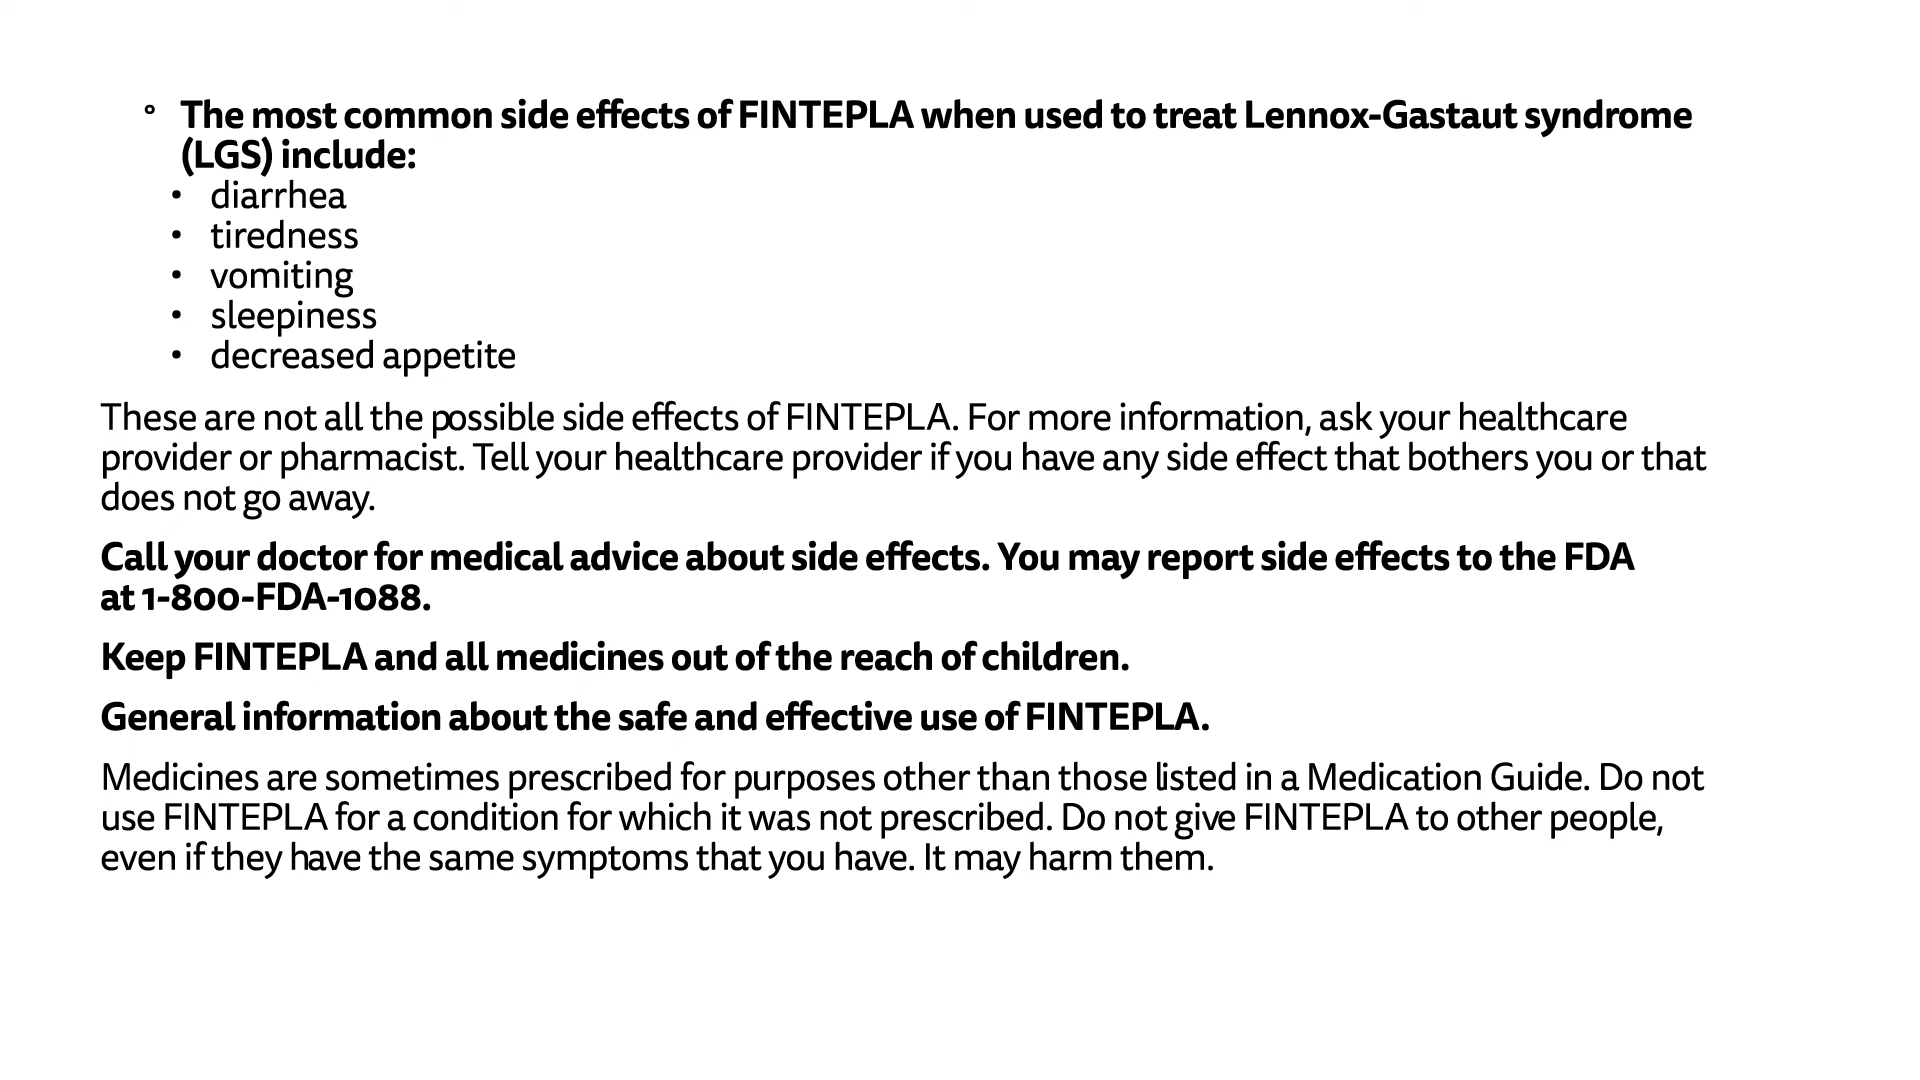 ° The most common side effects of FINTEPLA when used to treat Lennox-Gastaut syndrome
(LGS) include:
• diarrhea
• tiredness
• vomiting
• sleepiness
• decreased appetite
These are not all the possible side effects of FINTEPLA. For more information, ask your healthcare
provider or pharmacist. Tell your healthcare provider if you have any side effect that bothers you or that
does not go away.
Call your doctor for medical advice about side effects. You may report side effects to the FDA
at 1-800-FDA-1088.
Keep FINTEPLA and all medicines out of the reach of children.
General information about the safe and effective use of FINTEPLA.
Medicines are sometimes prescribed for purposes other than those listed in a Medication Guide. Do not
use FINTEPLA for a condition for which it was not prescribed. Do not give FINTEPLA to other people,
even if they have the same symptoms that you have. It may harm them.